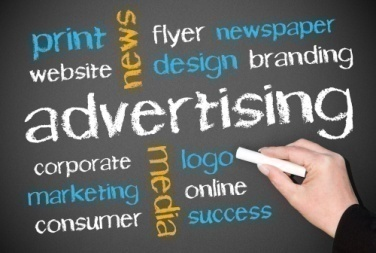 print
news
flyer
newspaper
website
design
branding
advertising
corporate
media
logo
marketing
online
consumer
success